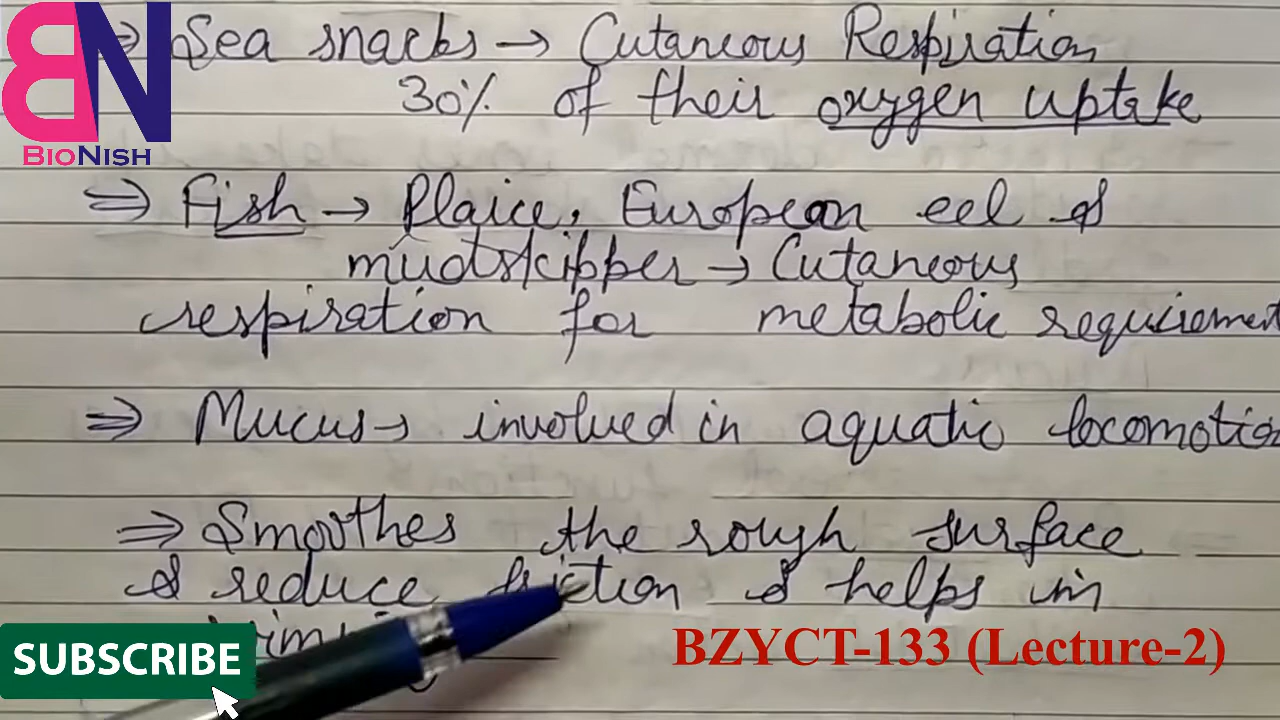 BN
BIONISH
⇒ Sea snacks → Cutaneous Respiration
30% of their oxygen uptake
⇒ Fish → Plaice, European eel &
mudskipper → Cutaneous
respiration for metabolic requirement
⇒ Mucus → involved in aquatic locomotion
⇒ Smoothes the rough surface
& reduce friction & helps in
SUBSCRIBE
BZYCT-133 (Lecture-2)